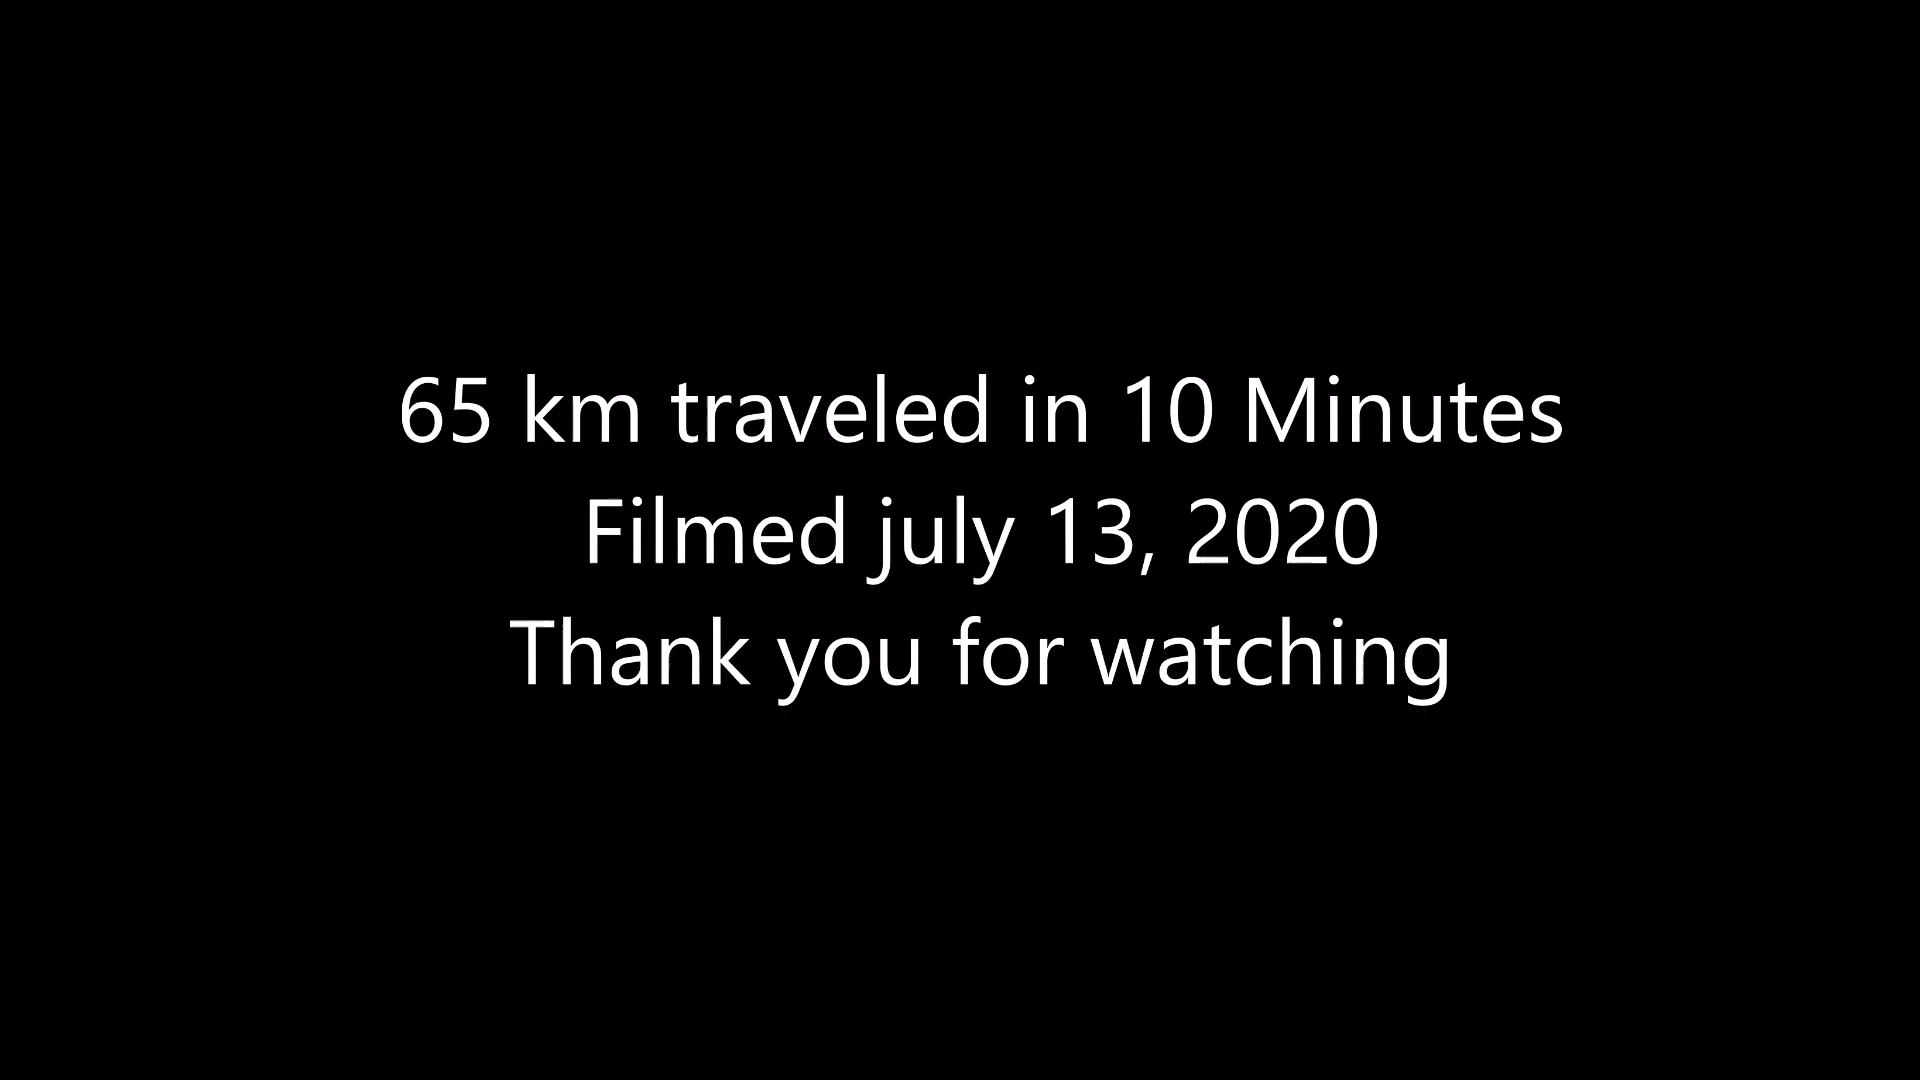 65 km traveled in 10 Minutes
Filmed july 13, 2020
Thank you for watching